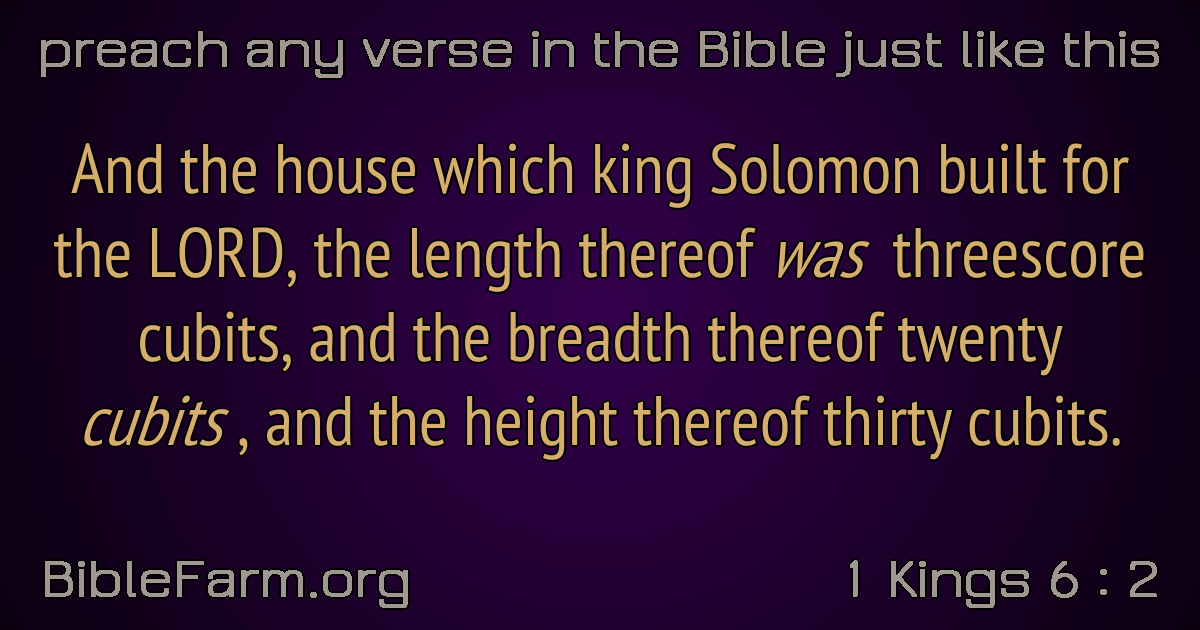 preach any verse in the Bible just like this
And the house which king Solomon built for
the LORD, the length thereof was threescore
cubits, and the breadth thereof twenty
cubits , and the height thereof thirty cubits.
BibleFarm.org
1 Kings 6 : 2